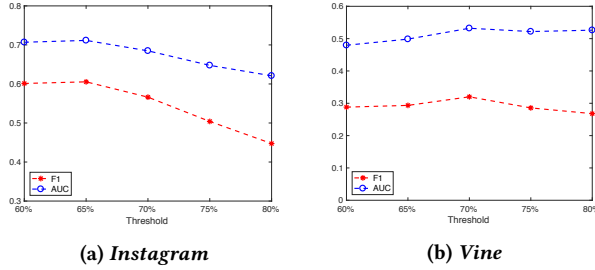 0.8
0.7
0.6
0.5
0.4
0.3
F1
AUC
60% 65% 70% 75% 80%
Threshold
(a) Instagram
0.6
0.5
0.4
0.3
0.2
0.1
0
F1
AUC
60% 65% 70% 75% 80%
Threshold
(b) Vine